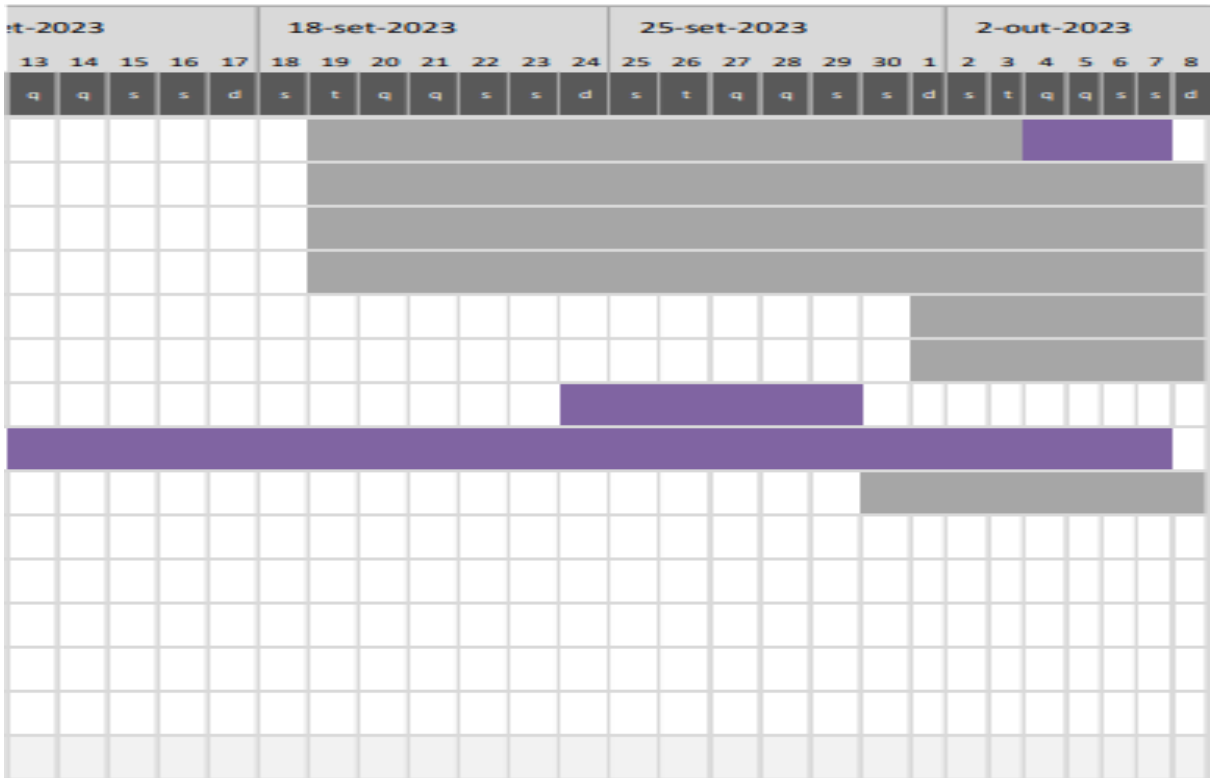 et-2023 18-set-2023 25-set-2023 2-out-2023
13 14 15 16 17 18 19 20 21 22 23 24 25 26 27 28 29 30 1 2 3 4 5 6 7 8
q q s s d s t q q s s d s t q q s s d s t q q s s d